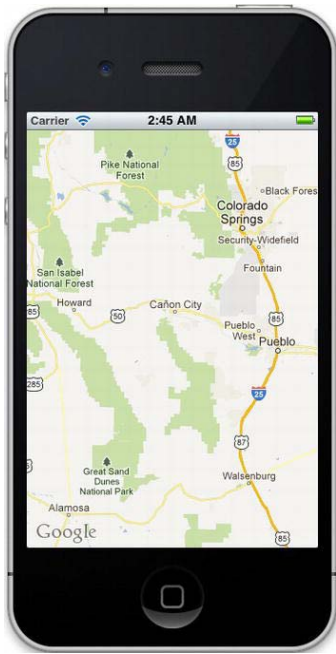 Carrier 2:45 AM
25
85
Pike National
Forest
Black Fores
Colorado
Springs
Security-Widefield
Fountain
San Isabel
National Forest
Howard
Cañon City
85
50
85
Pueblo
West
Pueblo
285
25
87
Great Sand
Dunes
National Park
Walsenburg
Alamosa
85
Google